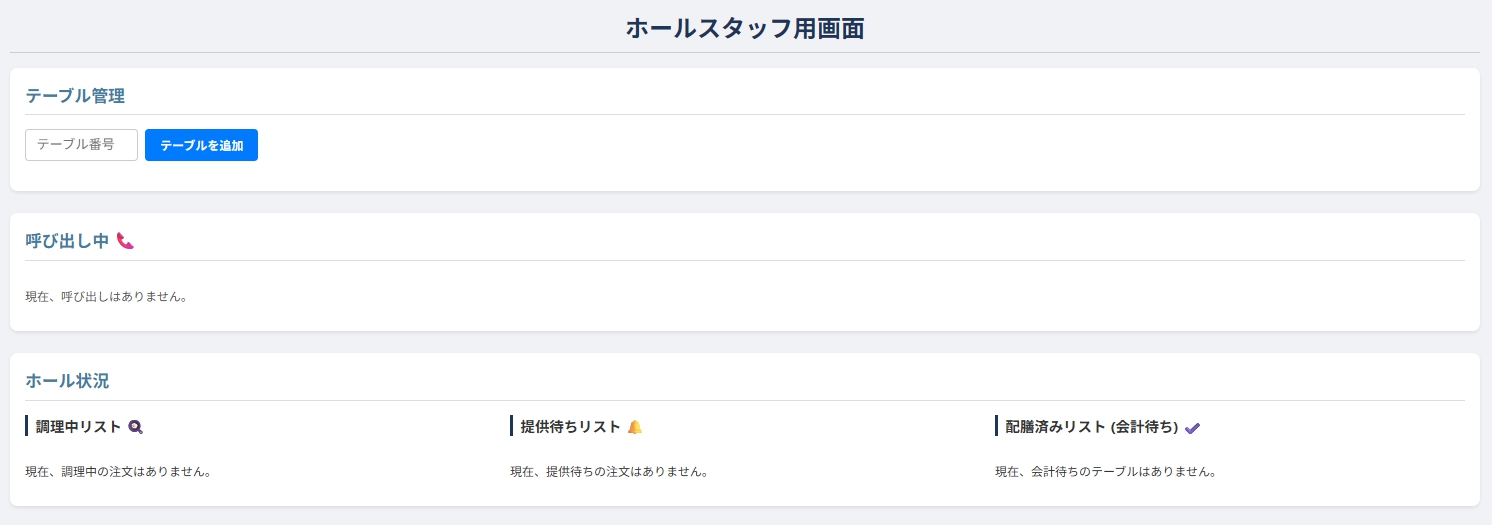 ホールスタッフ用画面
テーブル管理
テーブル番号 テーブルを追加
呼び出し中
現在、呼び出しはありません。
ホール状況
調理中リスト
現在、調理中の注文はありません。
提供待ちリスト
現在、提供待ちの注文はありません。
配膳済みリスト (会計待ち)
現在、会計待ちのテーブルはありません。